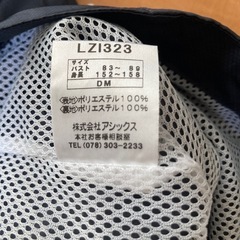 LZI323
サイズ
バスト 83~89
身長 152~158
DM
<表地>ポリエステル100%
<裏地>ポリエステル100%
株式会社アシックス
本社お客様相談室
TEL (078) 303-2233